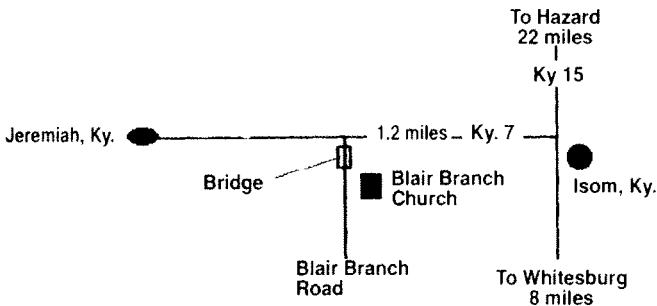 To Hazard
22 miles
Ky 15
Jeremiah, Ky.
1.2 miles
Ky. 7
Bridge
Blair Branch
Church
Isom, Ky.
Blair Branch
Road
To Whitesburg
8 miles